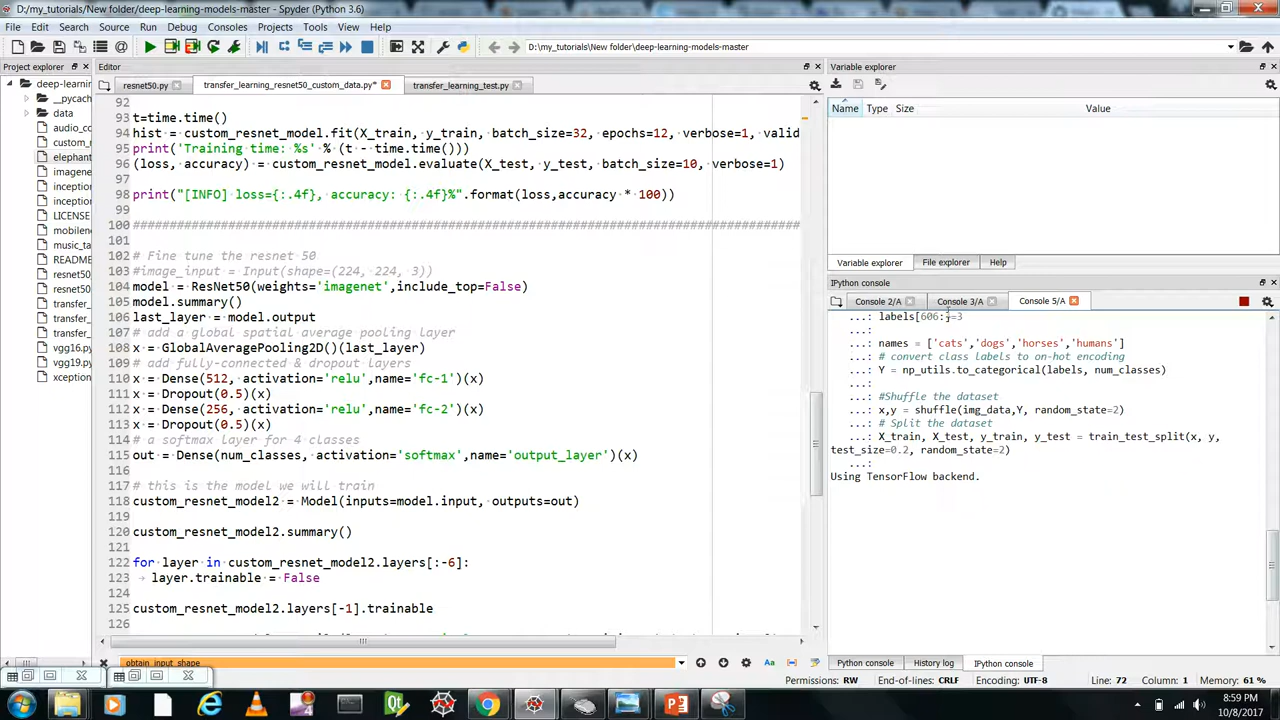 D:/my_tutorials/New folder/deep-learning-models-master - Spyder (Python 3.6)
File Edit Search Source Run Debug Consoles Projects Tools View Help
D:\my_tutorials\New folder\deep-learning-models-master
Project explorer
Editor
Variable explorer
resnet50.py
transfer_learning_resnet50_custom_data.py*
transfer_learning_test.py
deep-learni
__pycach
data
audio_co
custom_r
elephant
imagene
inception
inception
LICENSE
mobilen
music_ta
README
resnet50
resnet50
transfer_
transfer_
transfer_
vgg16.py
vgg19.py
xception
92
93 t=time.time()
94 hist = custom_resnet_model.fit(X_train, y_train, batch_size=32, epochs=12, verbose=1, valid
95 print('Training time: %s' % (t - time.time()))
96 (loss, accuracy) = custom_resnet_model.evaluate(X_test, y_test, batch_size=10, verbose=1)
97
98 print("[INFO] loss={:.4f}, accuracy: {:.4f}%".format(loss,accuracy * 100))
99
100 #######################################################################################
101
102 # Fine tune the resnet 50
103 #image_input = Input(shape=(224, 224, 3))
104 model = ResNet50(weights='imagenet',include_top=False)
105 model.summary()
106 last_layer = model.output
107 # add a global spatial average pooling layer
108 x = GlobalAveragePooling2D()(last_layer)
109 # add fully-connected & dropout layers
110 x = Dense(512, activation='relu',name='fc-1')(x)
111 x = Dropout(0.5)(x)
112 x = Dense(256, activation='relu',name='fc-2')(x)
113 x = Dropout(0.5)(x)
114 # a softmax layer for 4 classes
115 out = Dense(num_classes, activation='softmax',name='output_layer')(x)
116
117 # this is the model we will train
118 custom_resnet_model2 = Model(inputs=model.input, outputs=out)
119
120 custom_resnet_model2.summary()
121
122 for layer in custom_resnet_model2.layers[:-6]:
123 layer.trainable = False
124
125 custom_resnet_model2.layers[-1].trainable
126
obtain_input_shape
Aa
Name Type Size Value
Variable explorer File explorer Help
IPython console
Console 2/A Console 3/A Console 5/A
...: labels[606:]=3
...:
...: names = ['cats','dogs','horses','humans']
...: # convert class labels to on-hot encoding
...: Y = np_utils.to_categorical(labels, num_classes)
...:
...: #Shuffle the dataset
...: x,y = shuffle(img_data,Y, random_state=2)
...: # Split the dataset
...: X_train, X_test, y_train, y_test = train_test_split(x, y,
test_size=0.2, random_state=2)
...:
Using TensorFlow backend.
Python console History log IPython console
Permissions: RW End-of-lines: CRLF Encoding: UTF-8 Line: 72 Column: 1 Memory: 61 %
8:59 PM
10/8/2017